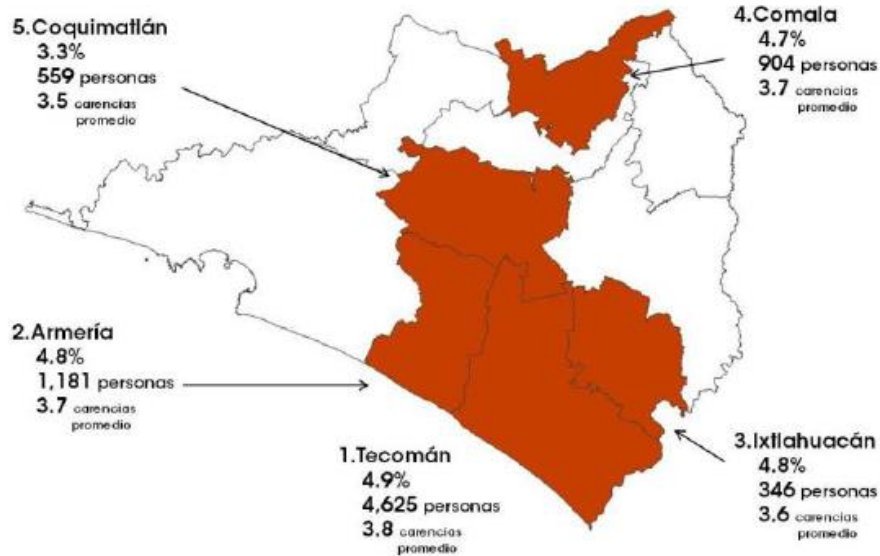 5.Coquimatlán
3.3%
559 personas
3.5 carencias
promedio
4.Comala
4.7%
904 personas
3.7 carencias
promedio
2.Armería
4.8%
1,181 personas
3.7 carencias
promedio
1.Tecomán
4.9%
4,625 personas
3.8 carencias
promedio
3.Ixtlahuacán
4.8%
346 personas
3.6 carencias
promedio